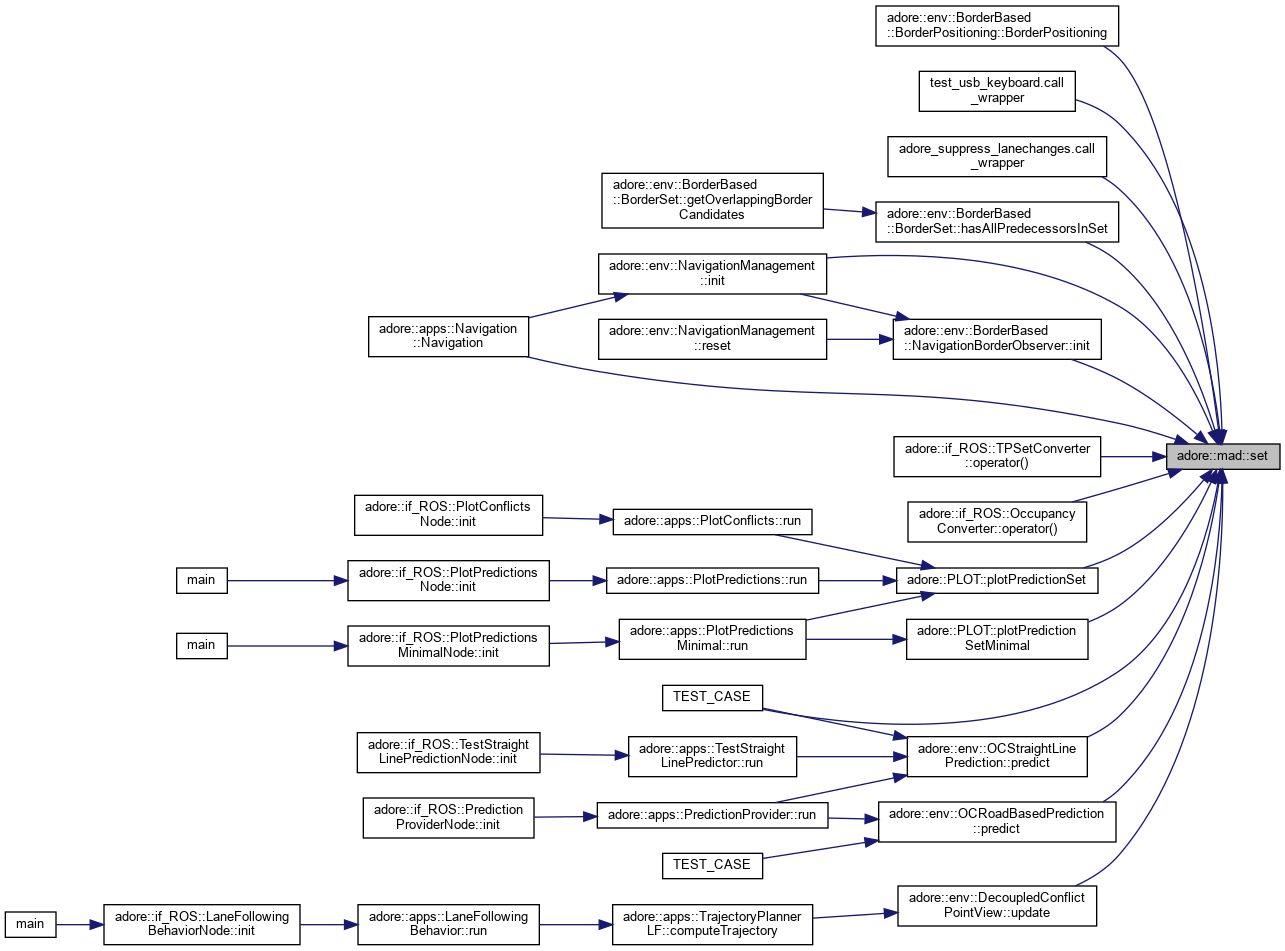 adore::env::BorderBased
::BorderPositioning::BorderPositioning
test_usb_keyboard.call
_wrapper
adore_suppress_lanechanges.call
_wrapper
adore::env::BorderBased
::BorderSet::getOverlappingBorder
Candidates
adore::env::BorderBased
::BorderSet::hasAllPredecessorsInSet
adore::env::NavigationManagement
::init
adore::apps::Navigation
::Navigation
adore::env::NavigationManagement
::reset
adore::env::BorderBased
::NavigationBorderObserver::init
adore::if_ROS::TPSetConverter
::operator()
adore::mad::set
adore::if_ROS::PlotConflicts
Node::init
adore::apps::PlotConflicts::run
adore::if_ROS::Occupancy
Converter::operator()
main
adore::if_ROS::PlotPredictions
Node::init
adore::apps::PlotPredictions::run
adore::PLOT::plotPredictionSet
main
adore::if_ROS::PlotPredictions
MinimalNode::init
adore::apps::PlotPredictions
Minimal::run
adore::PLOT::plotPrediction
SetMinimal
TEST_CASE
adore::if_ROS::TestStraight
LinePredictionNode::init
adore::apps::TestStraight
LinePredictor::run
adore::env::OCStraightLine
Prediction::predict
adore::if_ROS::Prediction
ProviderNode::init
adore::apps::PredictionProvider::run
adore::env::OCRoadBasedPrediction
::predict
TEST_CASE
main
adore::if_ROS::LaneFollowing
BehaviorNode::init
adore::apps::LaneFollowing
Behavior::run
adore::apps::TrajectoryPlanner
LF::computeTrajectory
adore::env::DecoupledConflict
PointView::update